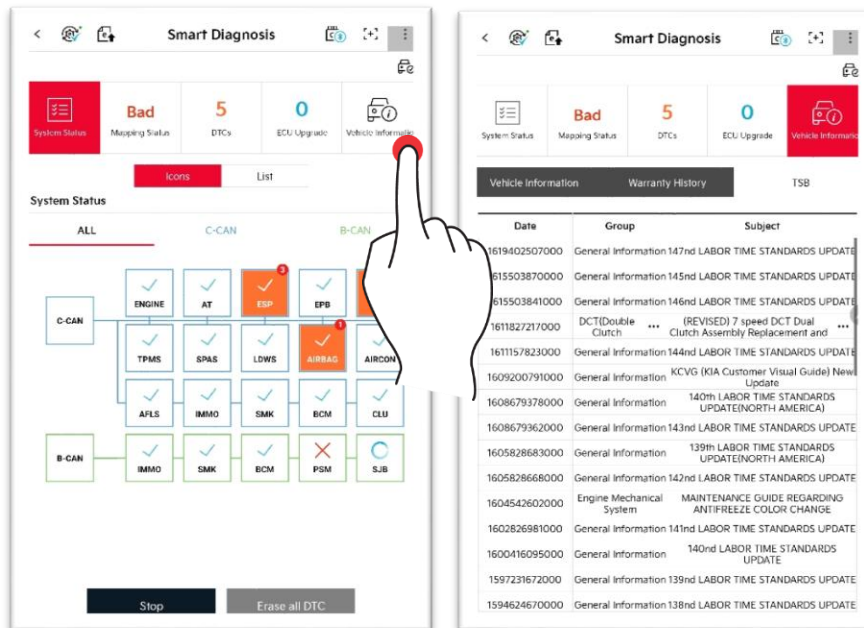 Smart Diagnosis
System Status
Bad
Mapping Status
5
DTCs
0
ECU Upgrade
Vehicle Informatio
Icons
List
System Status
ALL
C-CAN
B-CAN
C-CAN
ENGINE
AT
3
ESP
EPB
TPMS
SPAS
LDWS
1
AIRBAG
AIRCON
AFLS
IMMO
SMK
BCM
CLU
B-CAN
IMMO
SMK
BCM
PSM
SJB
Stop
Erase all DTC
Smart Diagnosis
System Status
Bad
Mapping Status
5
DTCs
0
ECU Upgrade
Vehicle Informatio
Vehicle Information
Warranty History
TSB
Date Group Subject
1619402507000 General Information 147nd LABOR TIME STANDARDS UPDATE
615503870000 General Information 145nd LABOR TIME STANDARDS UPDATE
615503841000 General Information 146nd LABOR TIME STANDARDS UPDATE
1611827217000 DCT(Double Clutch ... (REVISED) 7 speed DCT Dual
Clutch Assembly Replacement and ...
1611157823000 General Information 144nd LABOR TIME STANDARDS UPDATE
1609200791000 General Information KCVG (KIA Customer Visual Guide) New
Update
1608679378000 General Information 140th LABOR TIME STANDARDS
UPDATE(NORTH AMERICA)
1608679362000 General Information 143nd LABOR TIME STANDARDS UPDATE
1605828683000 General Information 139th LABOR TIME STANDARDS
UPDATE(NORTH AMERICA)
1605828668000 General Information 142nd LABOR TIME STANDARDS UPDATE
1604542602000 Engine Mechanical System MAINTENANCE GUIDE REGARDING
ANTIFREEZE COLOR CHANGE
1602826981000 General Information 141nd LABOR TIME STANDARDS UPDATE
1600416095000 General Information 140nd LABOR TIME STANDARDS
UPDATE
1597231672000 General Information 139nd LABOR TIME STANDARDS UPDATE
1594624670000 General Information 138nd LABOR TIME STANDARDS UPDATE